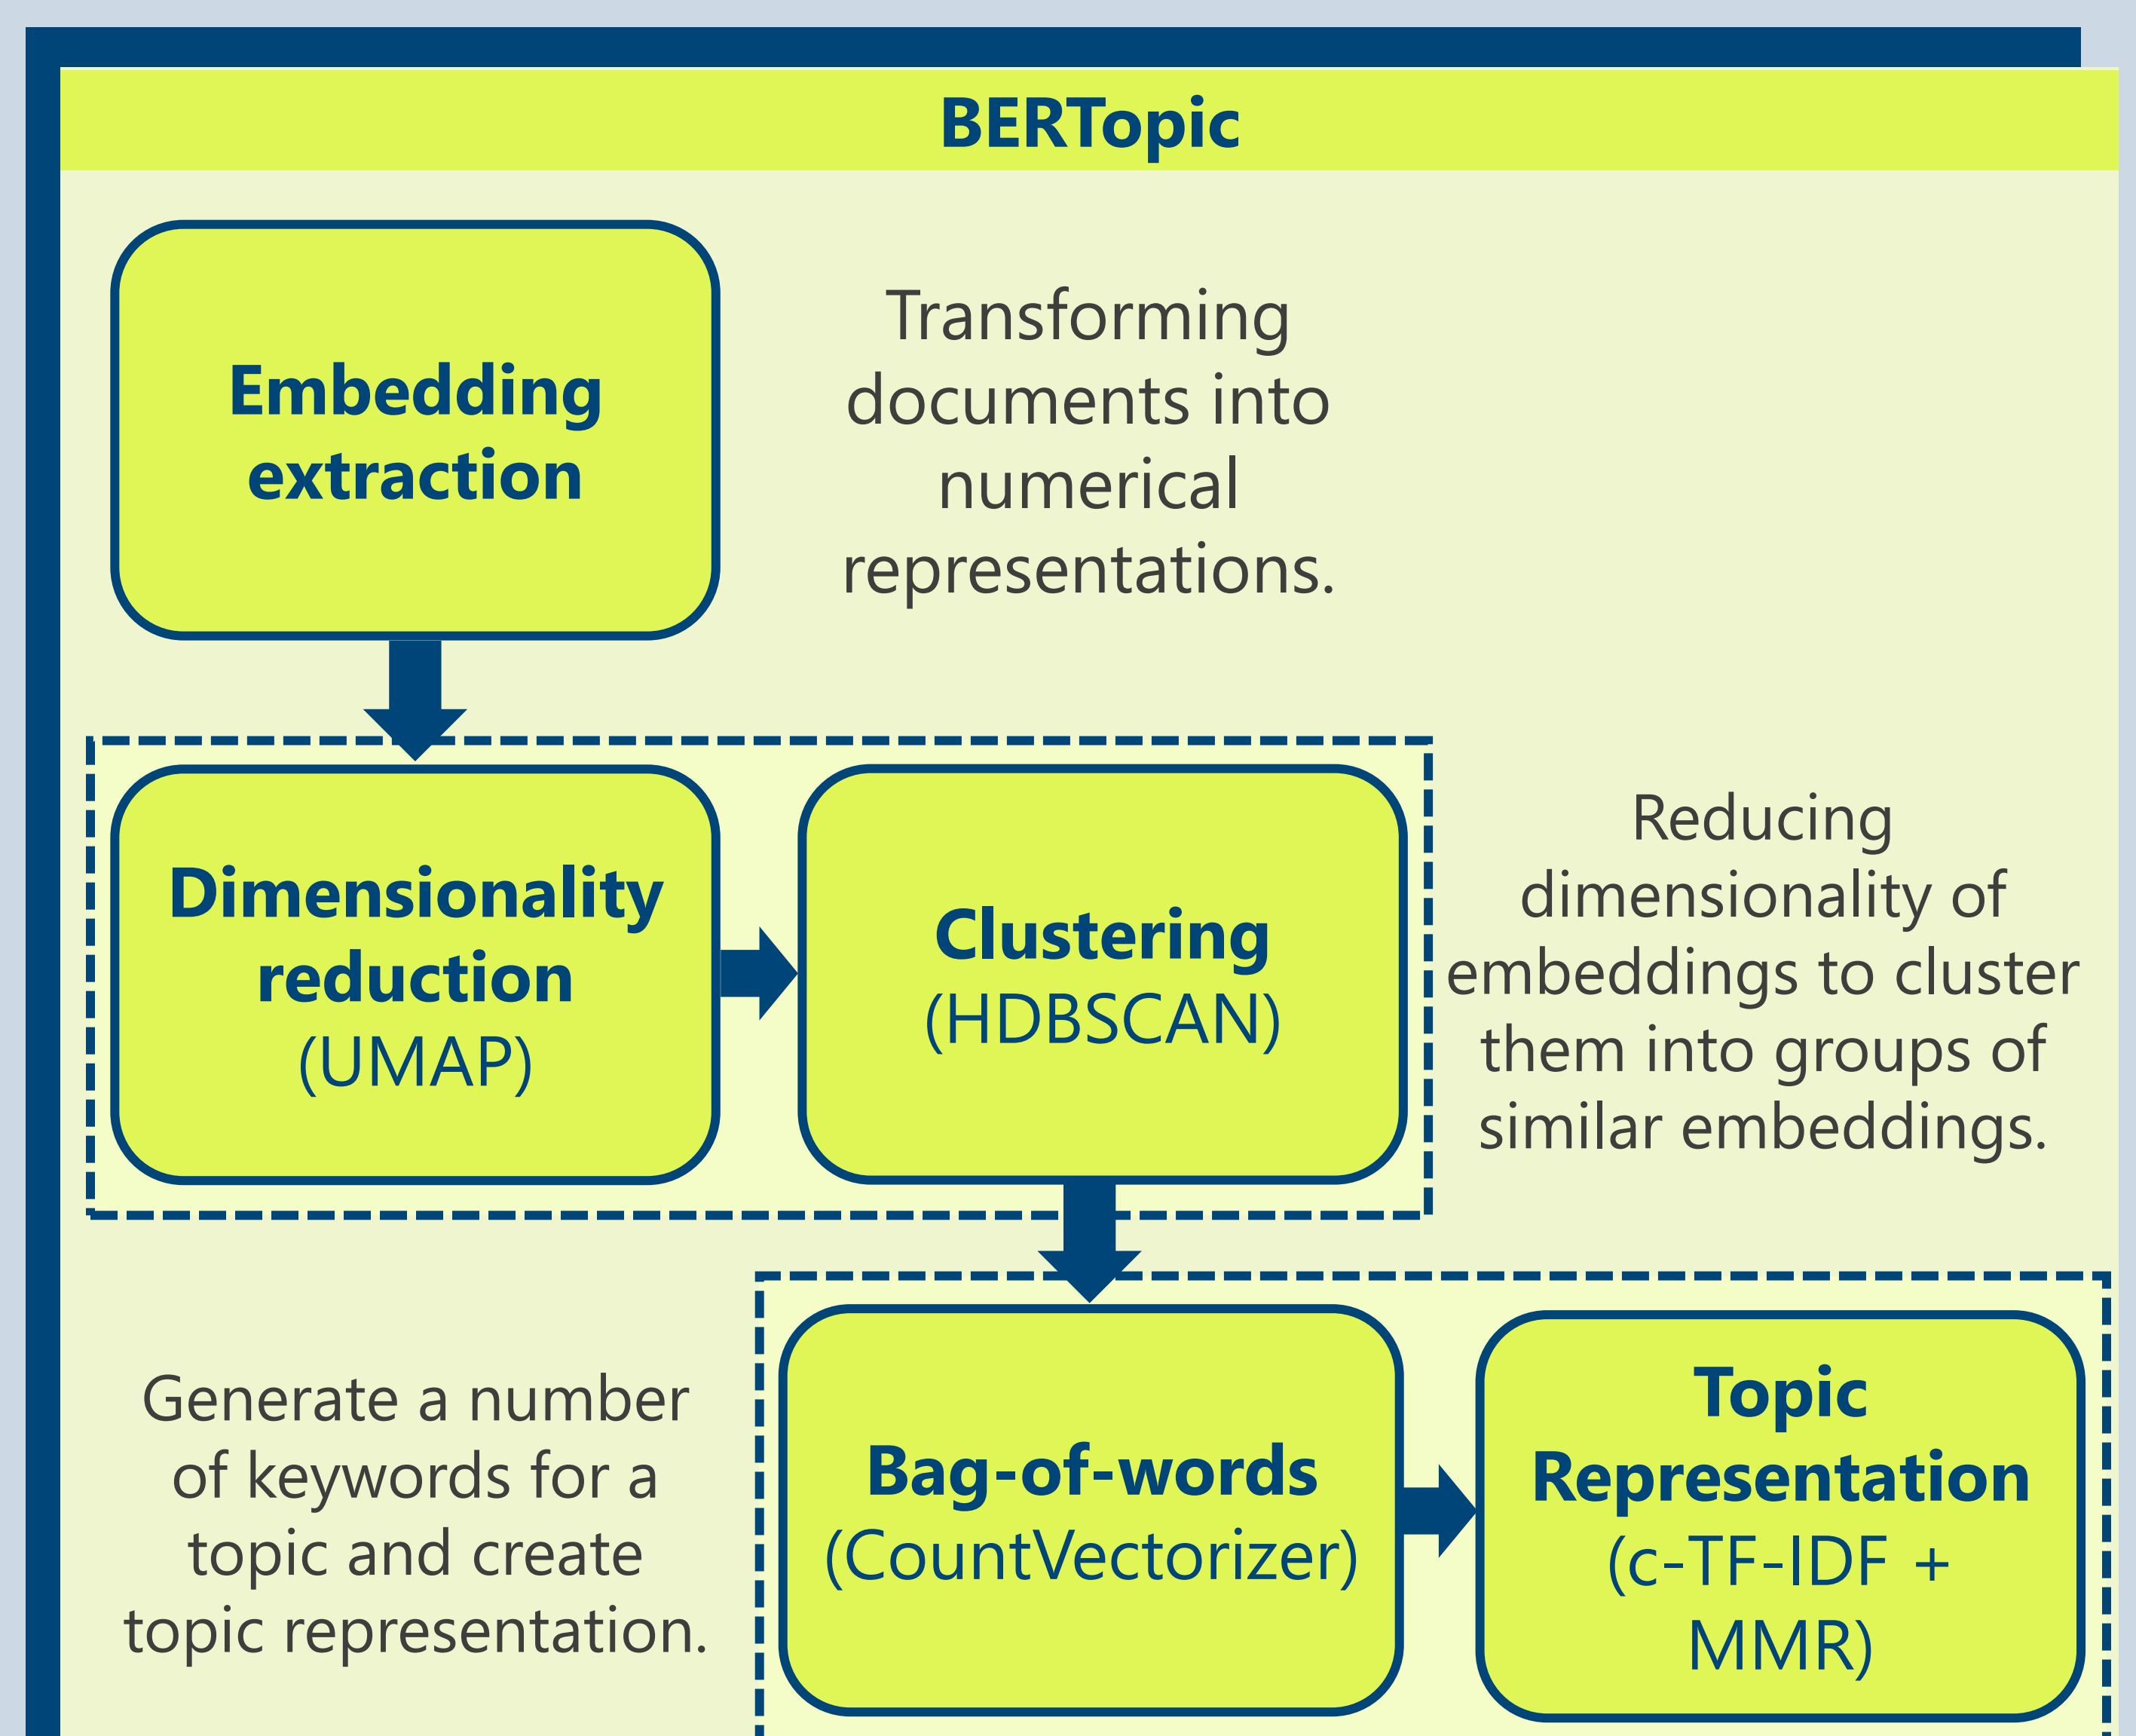 BERTopic
Embedding
extraction
Transforming
documents into
numerical
representations.
Dimensionality
reduction
(UMAP)
Clustering
(HDBSCAN)
Reducing
dimensionality of
embeddings to cluster
them into groups of
similar embeddings.
Generate a number
of keywords for a
topic and create
topic representation.
Bag-of-words
(CountVectorizer)
Topic
Representation
(c-TF-IDF +
MMR)